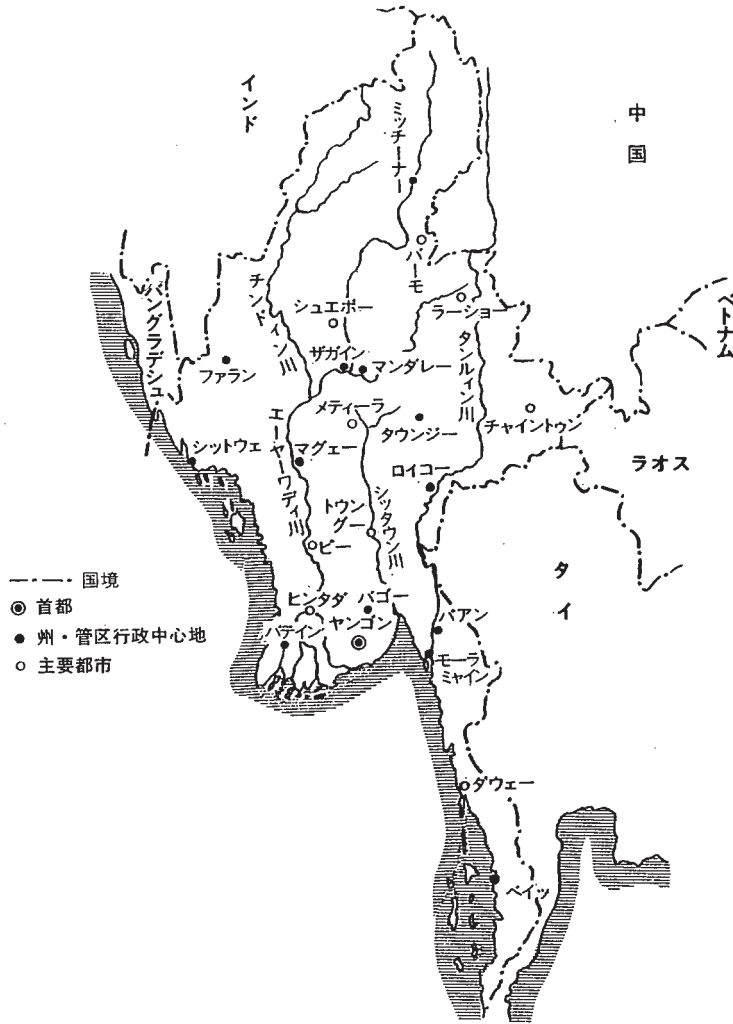 インド
中国
ミッチーナー
バーモ
チンドウィン川
シュエボー
ラーショー
ベトナム
バングラデシュ
ファラン
ザガイン
マンダレー
タンルィン川
メティーラ
タウンジー
チャイントゥン
エーヤーワディ川
シットウェ
マグェー
ロイコー
ラオス
トウングー
シッタウン川
ピー
タイ
国境
首都
州・管区行政中心地
主要都市
ヒンタダ
バゴー
パテイン
ヤンゴン
パアン
モーラミャイン
ダウェー
ベイッ